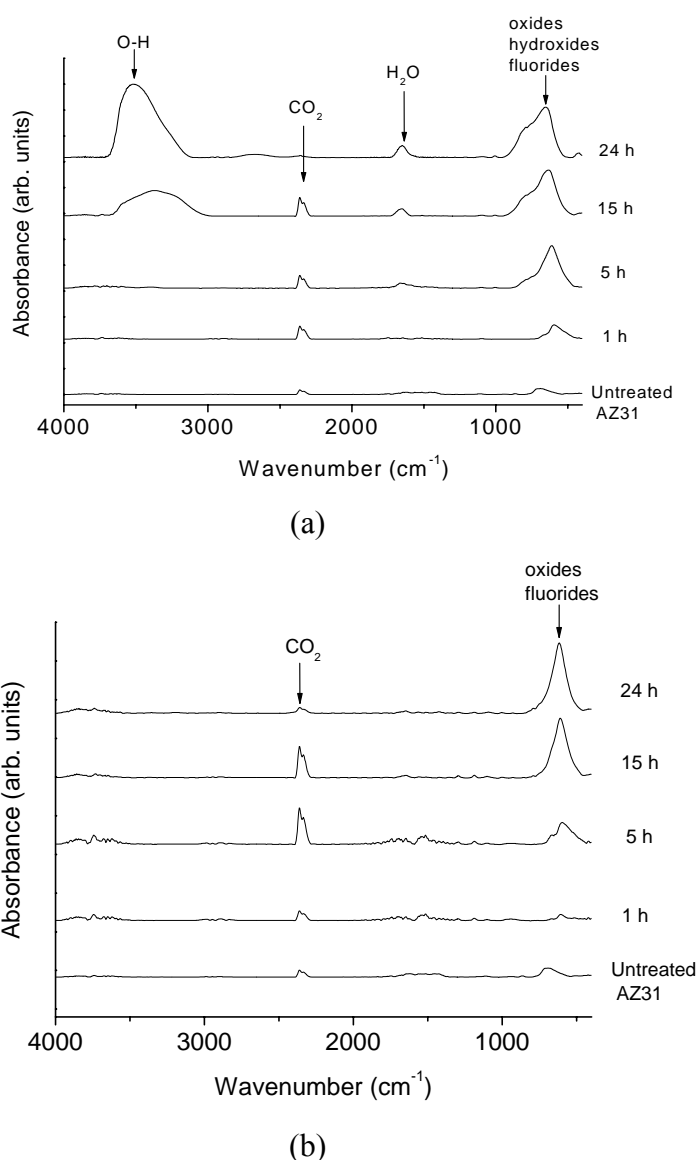 oxides
hydroxides
fluorides
O-H
H₂O
CO₂
24 h
15 h
5 h
1 h
Untreated
AZ31
Absorbance (arb. units)
4000 3000 2000 1000
Wavenumber (cm⁻¹)
(a)
oxides
fluorides
CO₂
24 h
15 h
5 h
1 h
Untreated
AZ31
Absorbance (arb. units)
4000 3000 2000 1000
Wavenumber (cm⁻¹)
(b)